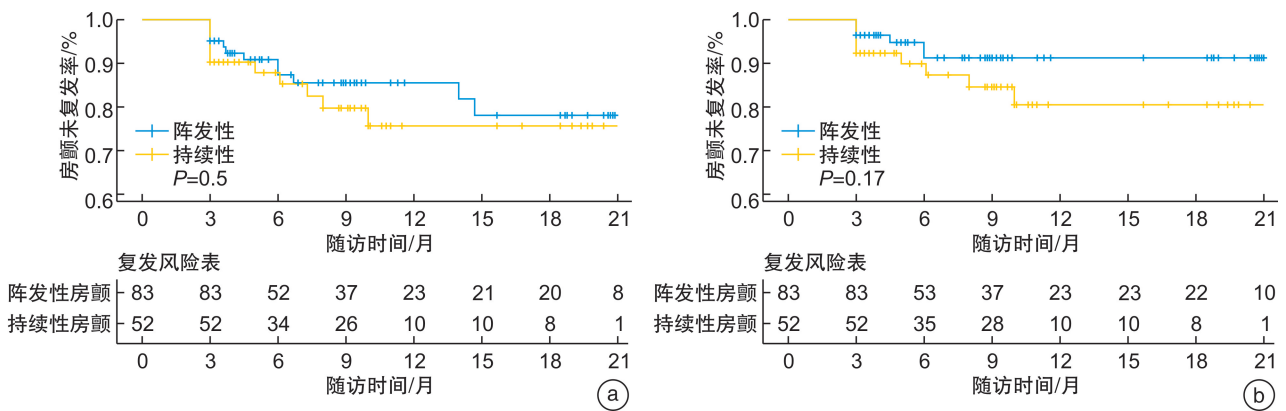 房颤未复发率/%
1.0
0.9
0.8
0.7
0.6
阵发性
持续性
P=0.5
0 3 6 9 12 15 18 21
随访时间/月
复发风险表
阵发性房颤 83 83 52 37 23 21 20 8
持续性房颤 52 52 34 26 10 10 8 1
0 3 6 9 12 15 18 21
随访时间/月
a
房颤未复发率/%
1.0
0.9
0.8
0.7
0.6
阵发性
持续性
P=0.17
0 3 6 9 12 15 18 21
随访时间/月
复发风险表
阵发性房颤 83 83 53 37 23 23 22 10
持续性房颤 52 52 35 28 10 10 8 1
0 3 6 9 12 15 18 21
随访时间/月
b